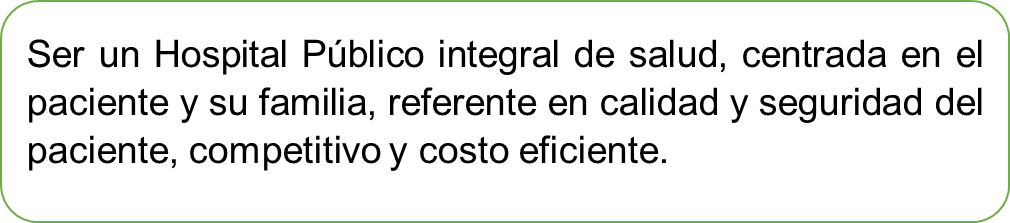 Ser un Hospital Público integral de salud, centrada en el
paciente y su familia, referente en calidad y seguridad del
paciente, competitivo y costo eficiente.